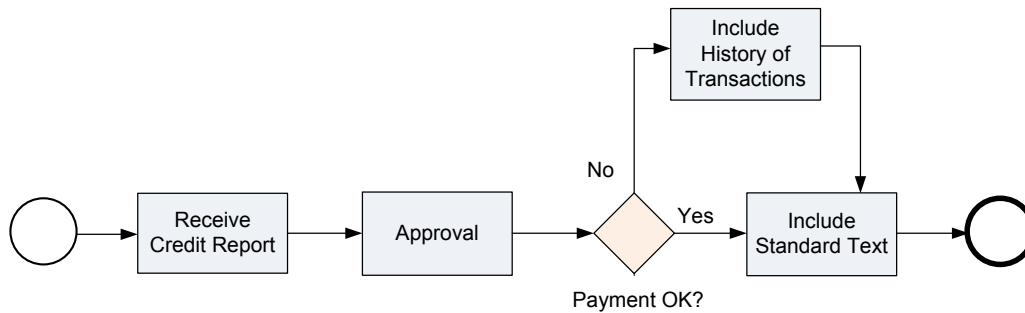 Include
History of
Transactions
No
Receive
Credit Report
Approval
Yes
Include
Standard Text
Payment OK?